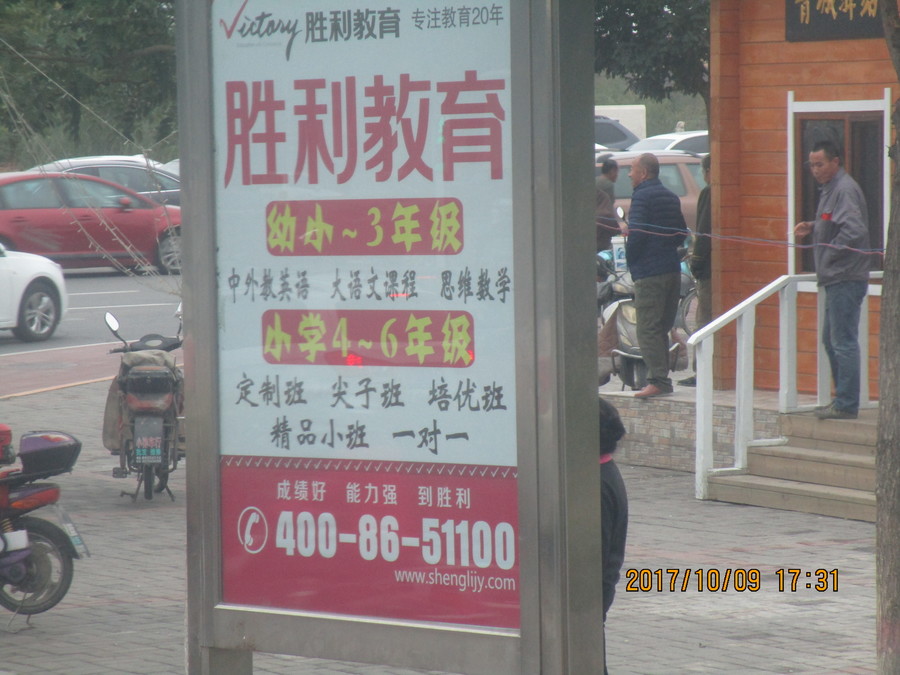 Victory 胜利教育 专注教育20年
胜利教育
幼小~3年级
中外教英语 大语文课程 思维数学
小学4~6年级
定制班 尖子班 培优班
精品小班 一对一
成绩好 能力强 到胜利
400-86-51100
www.shenglijy.com
2017/10/09 17:31